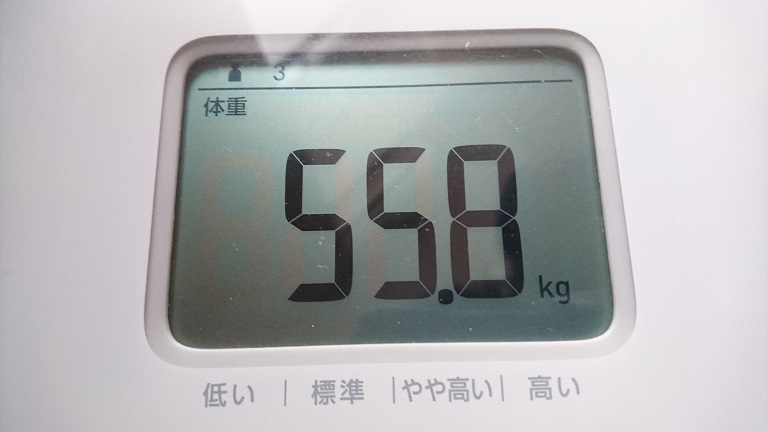 3
体重
55.8 kg
低い | 標準 | やや高い | 高い